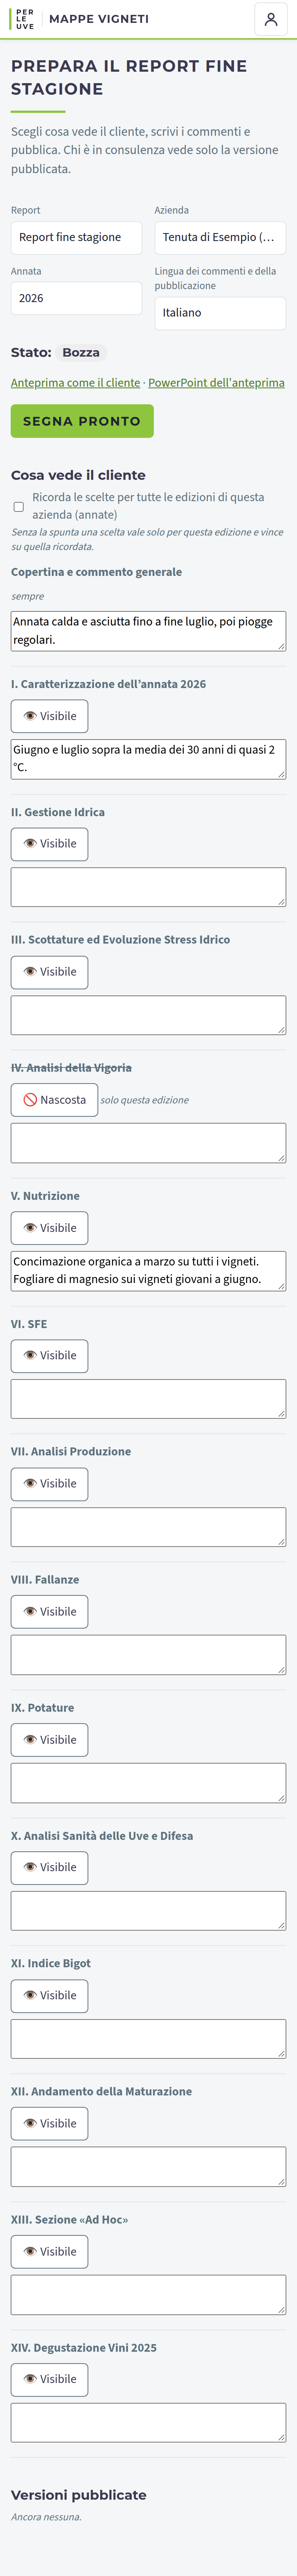 PER
LE
UVE
MAPPE VIGNETI
PREPARA IL REPORT FINE
STAGIONE
Scegli cosa vede il cliente, scrivi i commenti e
pubblica. Chi è in consulenza vede solo la versione
pubblicata.
Report
Azienda
Report fine stagione
Tenuta di Esempio (...
Annata
Lingua dei commenti e della
pubblicazione
2026
Italiano
Stato: Bozza
Anteprima come il cliente · PowerPoint dell'anteprima
SEGNA PRONTO
Cosa vede il cliente
Ricorda le scelte per tutte le edizioni di questa
azienda (annate)
Senza la spunta una scelta vale solo per questa edizione e vince
su quella ricordata.
Copertina e commento generale
sempre
Annata calda e asciutta fino a fine luglio, poi piogge
regolari.
I. Caratterizzazione dell'annata 2026
Visibile
Giugno e luglio sopra la media dei 30 anni di quasi 2
°C.
II. Gestione Idrica
Visibile
III. Scottature ed Evoluzione Stress Idrico
Visibile
IV. Analisi della Vigoria
Nascosta solo questa edizione
V. Nutrizione
Visibile
Concimazione organica a marzo su tutti i vigneti.
Fogliare di magnesio sui vigneti giovani a giugno.
VI. SFE
Visibile
VII. Analisi Produzione
Visibile
VIII. Fallanze
Visibile
IX. Potature
Visibile
X. Analisi Sanità delle Uve e Difesa
Visibile
XI. Indice Bigot
Visibile
XII. Andamento della Maturazione
Visibile
XIII. Sezione «Ad Hoc»
Visibile
XIV. Degustazione Vini 2025
Visibile
Versioni pubblicate
Ancora nessuna.